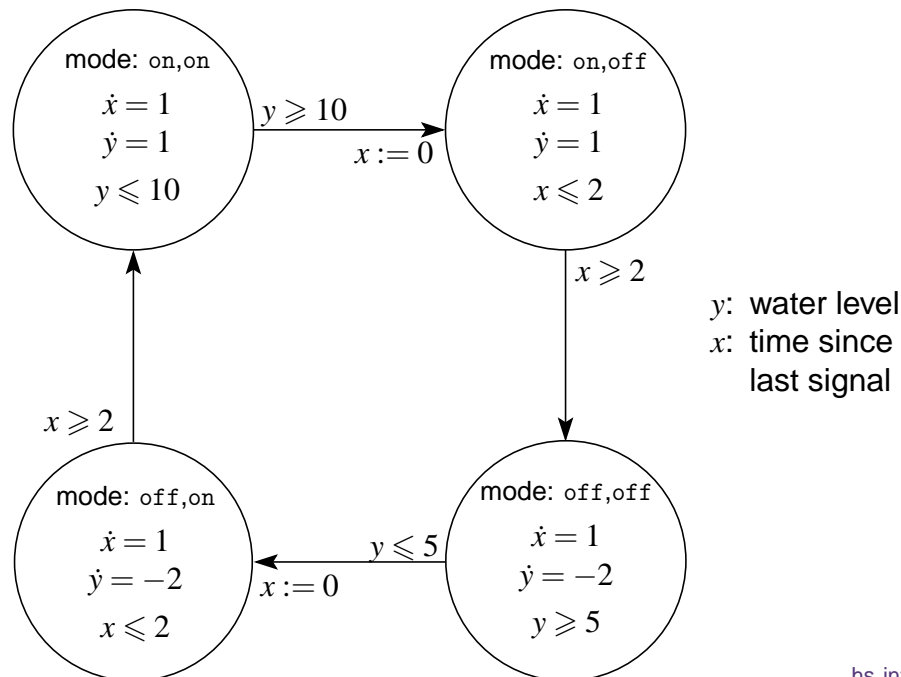 mode: on,on
ẋ = 1
ẏ = 1
y ⩽ 10
y ⩾ 10
x := 0
mode: on,off
ẋ = 1
ẏ = 1
x ⩽ 2
x ⩾ 2
y: water level
x: time since
last signal
x ⩾ 2
mode: off,on
ẋ = 1
ẏ = −2
x ⩽ 2
y ⩽ 5
x := 0
mode: off,off
ẋ = 1
ẏ = −2
y ⩾ 5